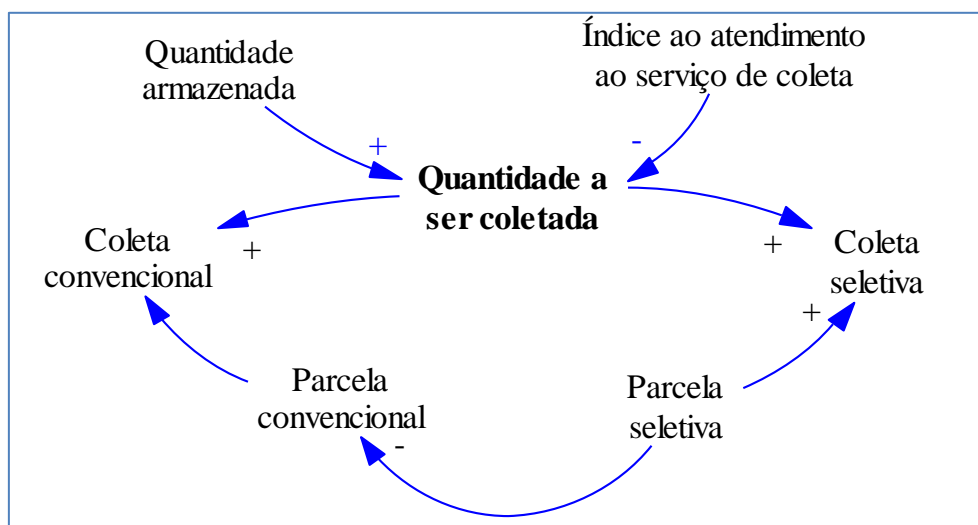 Quantidade
armazenada
Índice ao atendimento
ao serviço de coleta
+
-
Quantidade a
ser coletada
+
+
Coleta
convencional
Coleta
seletiva
+
Parcela
convencional
-
Parcela
seletiva